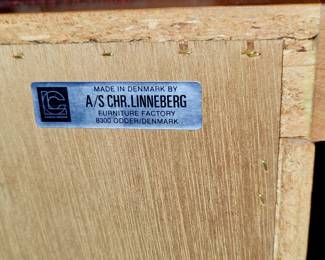 MADE IN DENMARK BY
A/S CHR.LINNEBERG
FURNITURE FACTORY
8300 ODDER/DENMARK